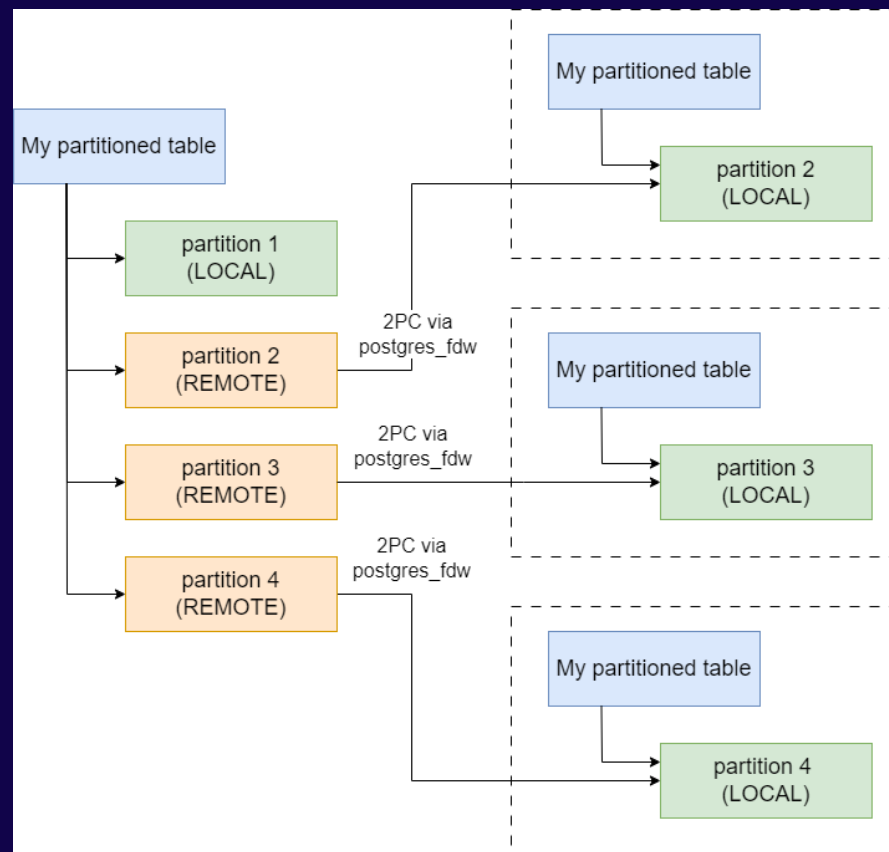 My partitioned table
partition 1
(LOCAL)
partition 2
(REMOTE)
partition 3
(REMOTE)
partition 4
(REMOTE)
2PC via
postgres_fdw
2PC via
postgres_fdw
2PC via
postgres_fdw
My partitioned table
partition 2
(LOCAL)
My partitioned table
partition 3
(LOCAL)
My partitioned table
partition 4
(LOCAL)